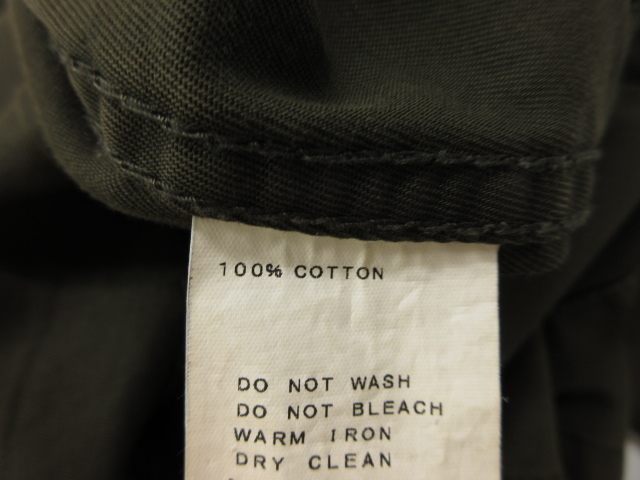 100% COTTON
DO NOT WASH
DO NOT BLEACH
WARM IRON
DRY CLEAN